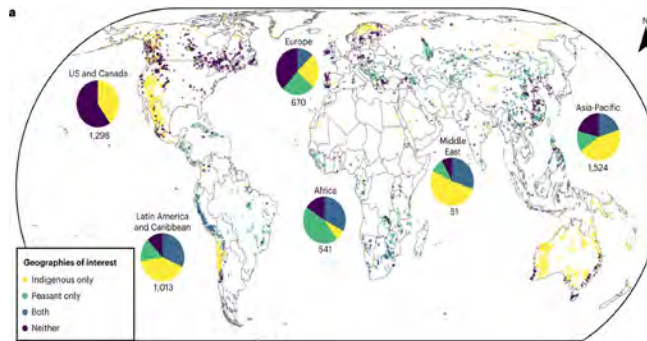 a
N
Europe
670
US and Canada
1,298
Asia-Pacific
1,524
Middle
East
51
Africa
541
Latin America
and Caribbean
1,013
Geographies of interest
Indigenous only
Peasant only
Both
Neither